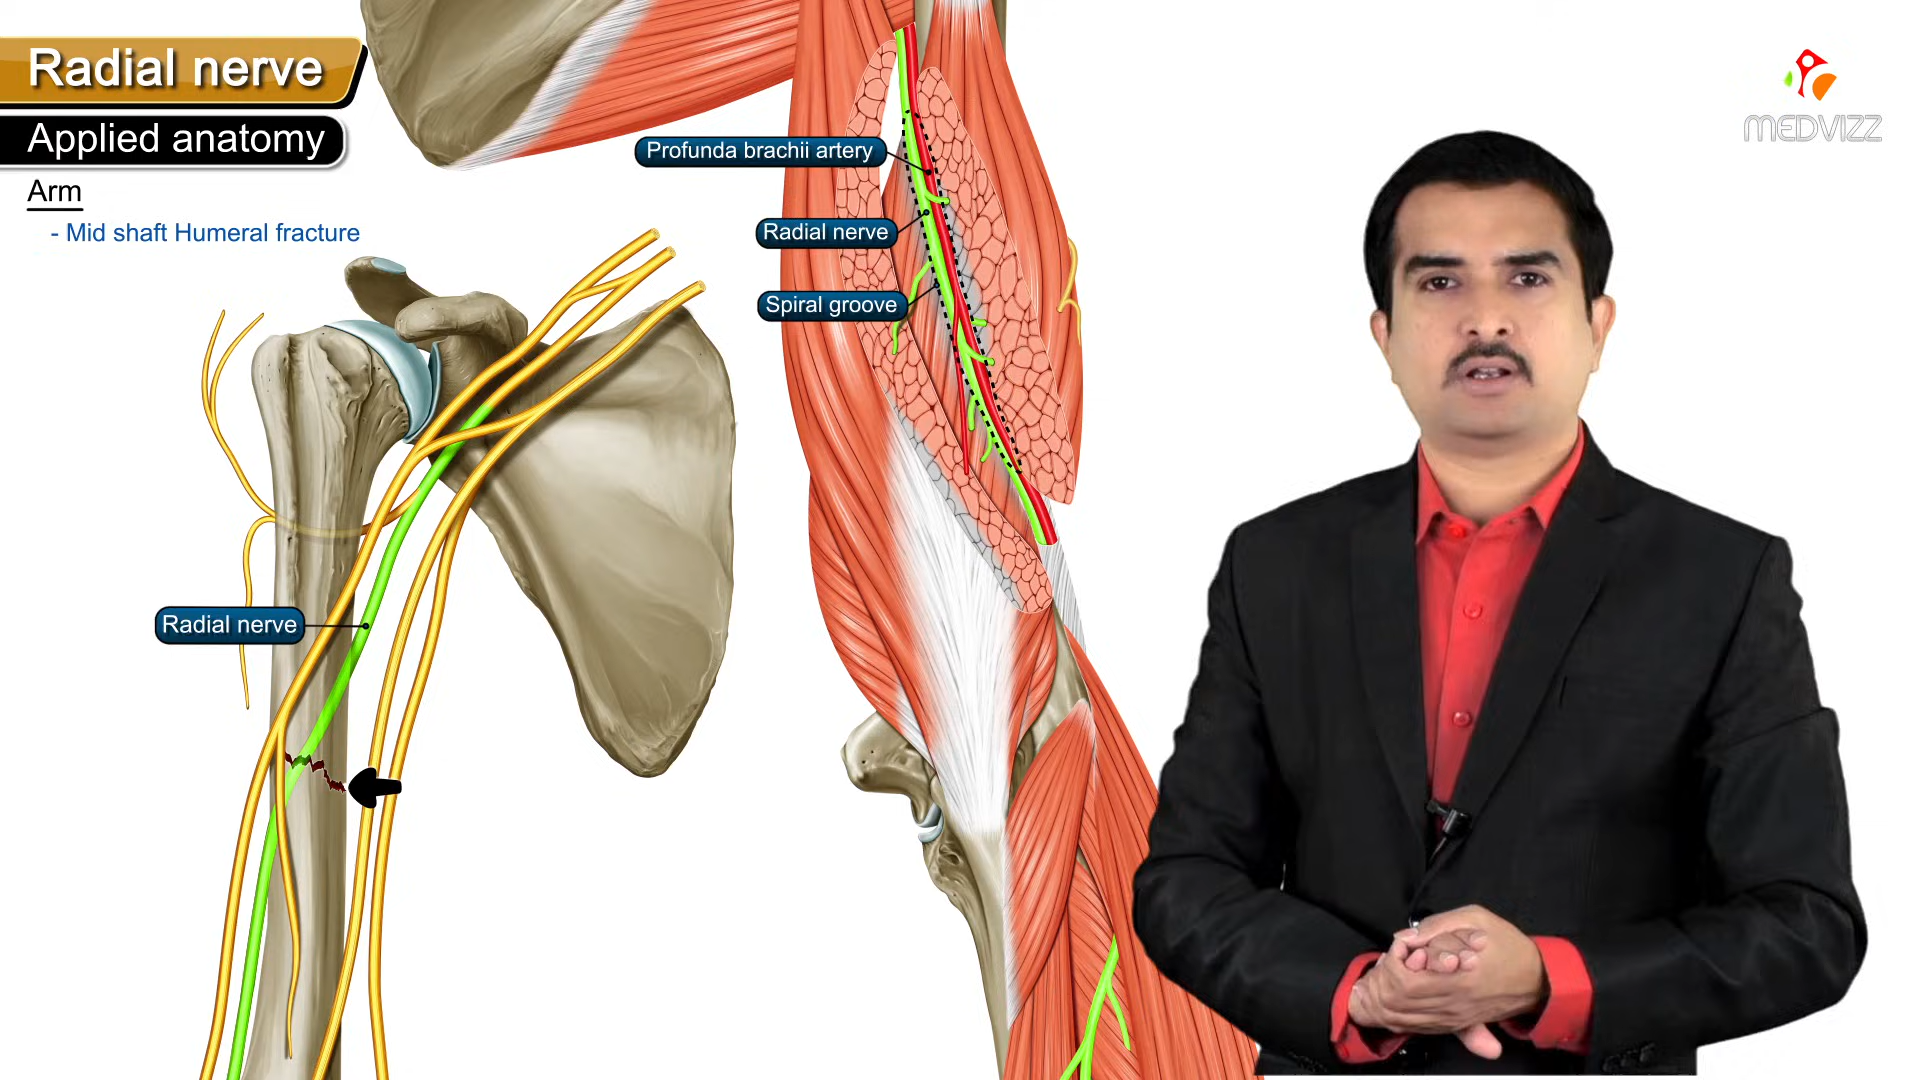 Radial nerve
Applied anatomy
Arm
- Mid shaft Humeral fracture
Profunda brachii artery
Radial nerve
Spiral groove
Radial nerve
MEDVIZZ